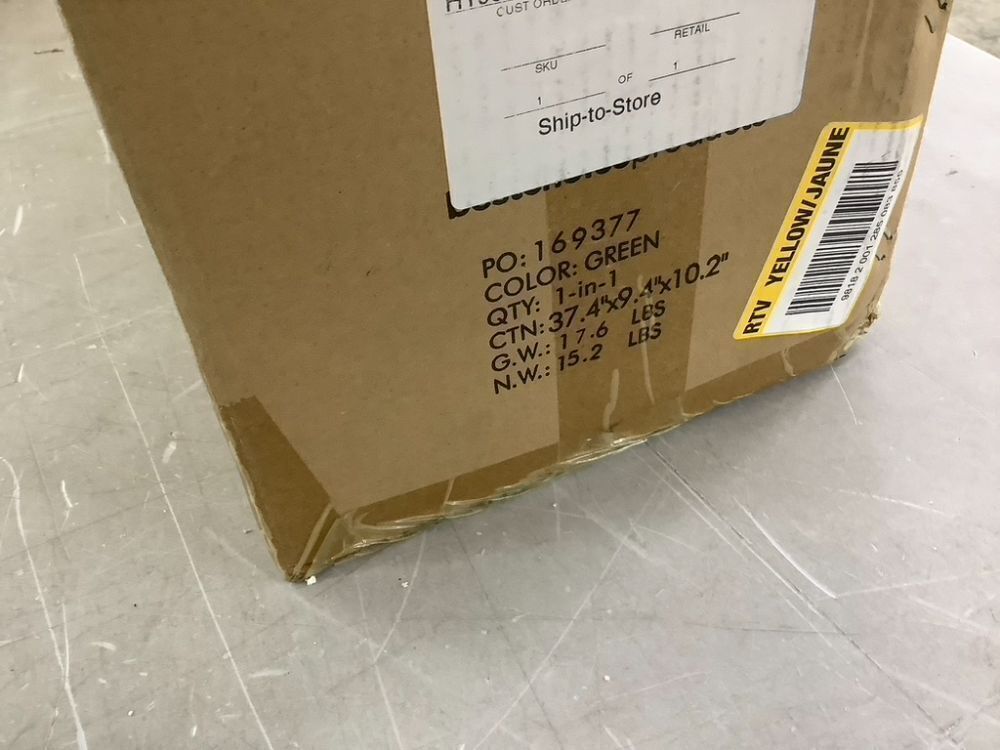 CUST ORDER
RETAIL
SKU
1 OF 1
Ship-to-Store
bestchoiceproducts
PO: 169377
COLOR: GREEN
QTY: 1-in-1
CTN: 37.4"x9.4"x10.2"
G.W.: 17.6 LBS
N.W.: 15.2 LBS
RTV YELLOW/JAUNE